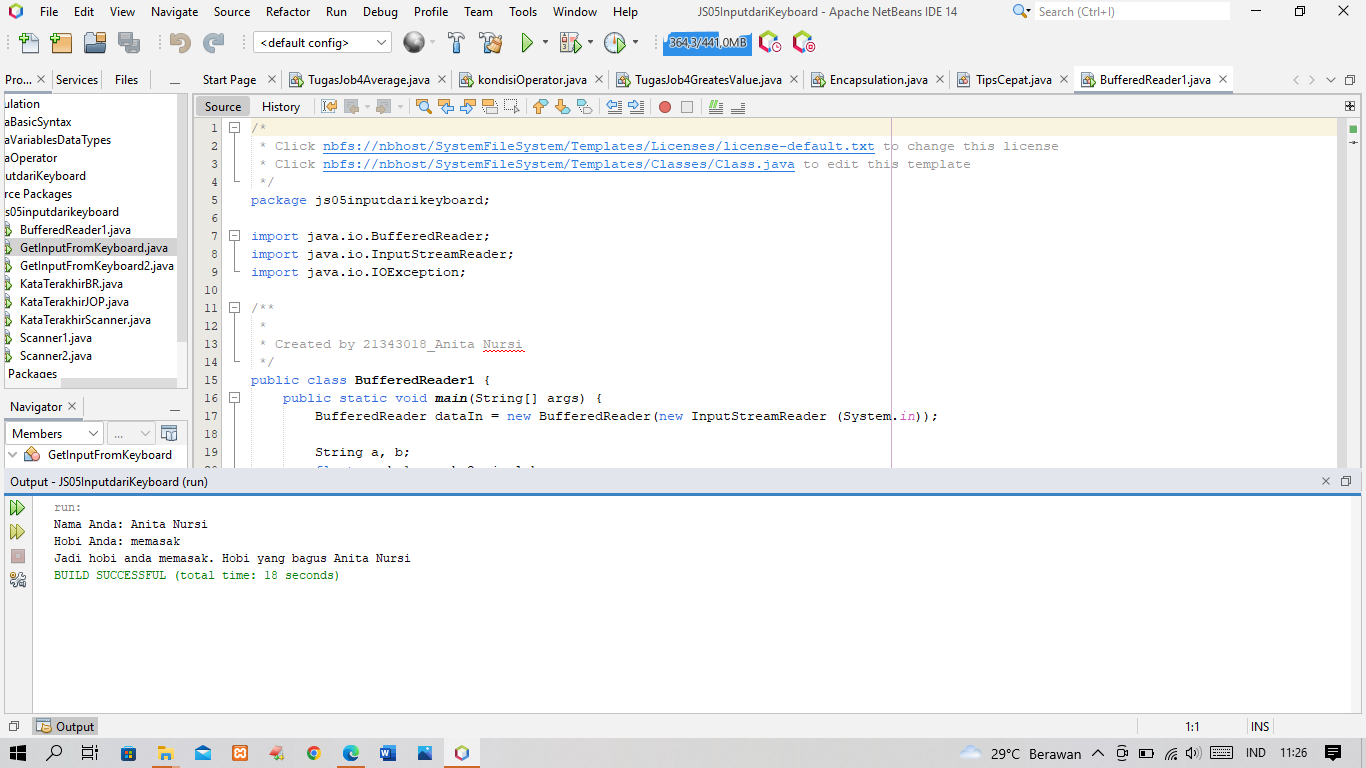 File Edit View Navigate Source Refactor Run Debug Profile Team Tools Window Help
JS05InputdariKeyboard - Apache NetBeans IDE 14
Search (Ctrl+I)
<default config>
364,3/441,0MB
Pro...
Services
Files
Start Page
TugasJob4Average.java
kondisiOperator.java
TugasJob4GreatesValue.java
Encapsulation.java
TipsCepat.java
BufferedReader1.java
ulation
aBasicSyntax
aVariablesDataTypes
aOperator
utdariKeyboard
rce Packages
s05inputdarikeyboard
BufferedReader1.java
GetInputFromKeyboard.java
GetInputFromKeyboard2.java
KataTerakhirBR.java
KataTerakhirJOP.java
KataTerakhirScanner.java
Scanner1.java
Scanner2.java
Packages
Navigator
Members
...
GetInputFromKeyboard
Source History
1 /*
2 * Click nbfs://nbhost/SystemFileSystem/Templates/Licenses/license-default.txt to change this license
3 * Click nbfs://nbhost/SystemFileSystem/Templates/Classes/Class.java to edit this template
4 */
5 package js05inputdarikeyboard;
6
7 import java.io.BufferedReader;
8 import java.io.InputStreamReader;
9 import java.io.IOException;
10
11 /**
12 *
13 * Created by 21343018_Anita Nursi
14 */
15 public class BufferedReader1 {
16 public static void main(String[] args) {
17 BufferedReader dataIn = new BufferedReader(new InputStreamReader (System.in));
18
19 String a, b;
Output - JS05InputdariKeyboard (run)
run:
Nama Anda: Anita Nursi
Hobi Anda: memasak
Jadi hobi anda memasak. Hobi yang bagus Anita Nursi
BUILD SUCCESSFUL (total time: 18 seconds)
Output
1:1
INS
29°C Berawan
IND
11:26